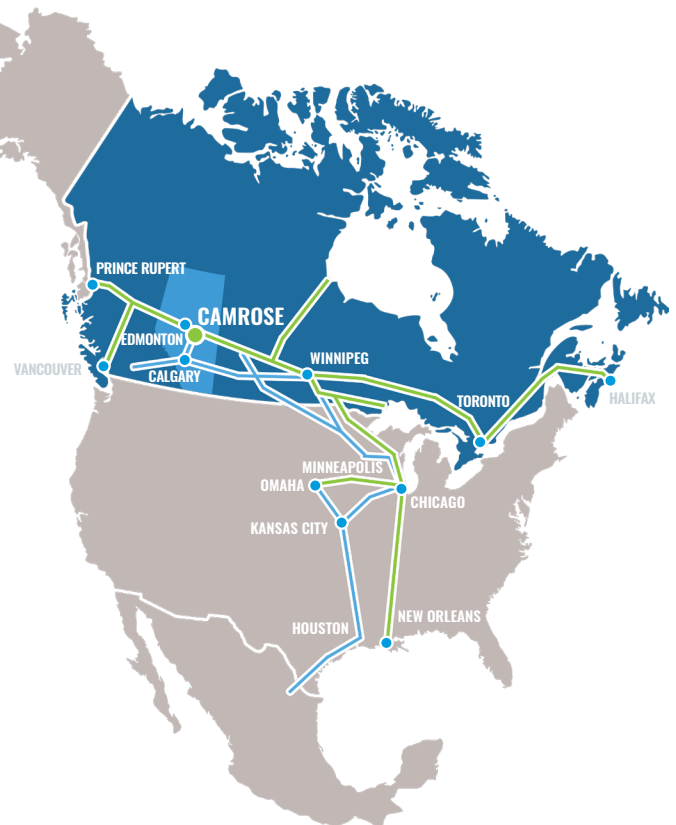 PRINCE RUPERT
CAMROSE
EDMONTON
VANCOUVER
CALGARY
WINNIPEG
TORONTO
HALIFAX
MINNEAPOLIS
OMAHA
CHICAGO
KANSAS CITY
NEW ORLEANS
HOUSTON